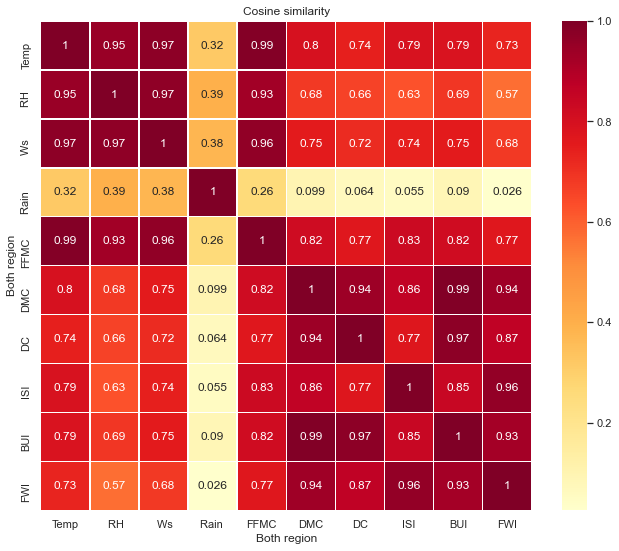 Cosine similarity
Temp 1 0.95 0.97 0.32 0.99 0.8 0.74 0.79 0.79 0.73
RH 0.95 1 0.97 0.39 0.93 0.68 0.66 0.63 0.69 0.57
Ws 0.97 0.97 1 0.38 0.96 0.75 0.72 0.74 0.75 0.68
Rain 0.32 0.39 0.38 1 0.26 0.099 0.064 0.055 0.09 0.026
FFMC 0.99 0.93 0.96 0.26 1 0.82 0.77 0.83 0.82 0.77
DMC 0.8 0.68 0.75 0.099 0.82 1 0.94 0.86 0.99 0.94
DC 0.74 0.66 0.72 0.064 0.77 0.94 1 0.77 0.97 0.87
ISI 0.79 0.63 0.74 0.055 0.83 0.86 0.77 1 0.85 0.96
BUI 0.79 0.69 0.75 0.09 0.82 0.99 0.97 0.85 1 0.93
FWI 0.73 0.57 0.68 0.026 0.77 0.94 0.87 0.96 0.93 1
Temp RH Ws Rain FFMC DMC DC ISI BUI FWI
Both region
Both region
1.0
0.8
0.6
0.4
0.2